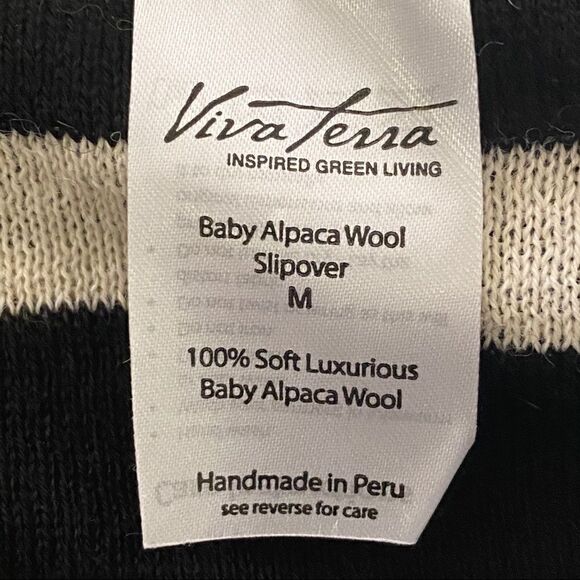 Viva Terra
INSPIRED GREEN LIVING
Baby Alpaca Wool
Slipover
M
100% Soft Luxurious
Baby Alpaca Wool
Handmade in Peru
see reverse for care